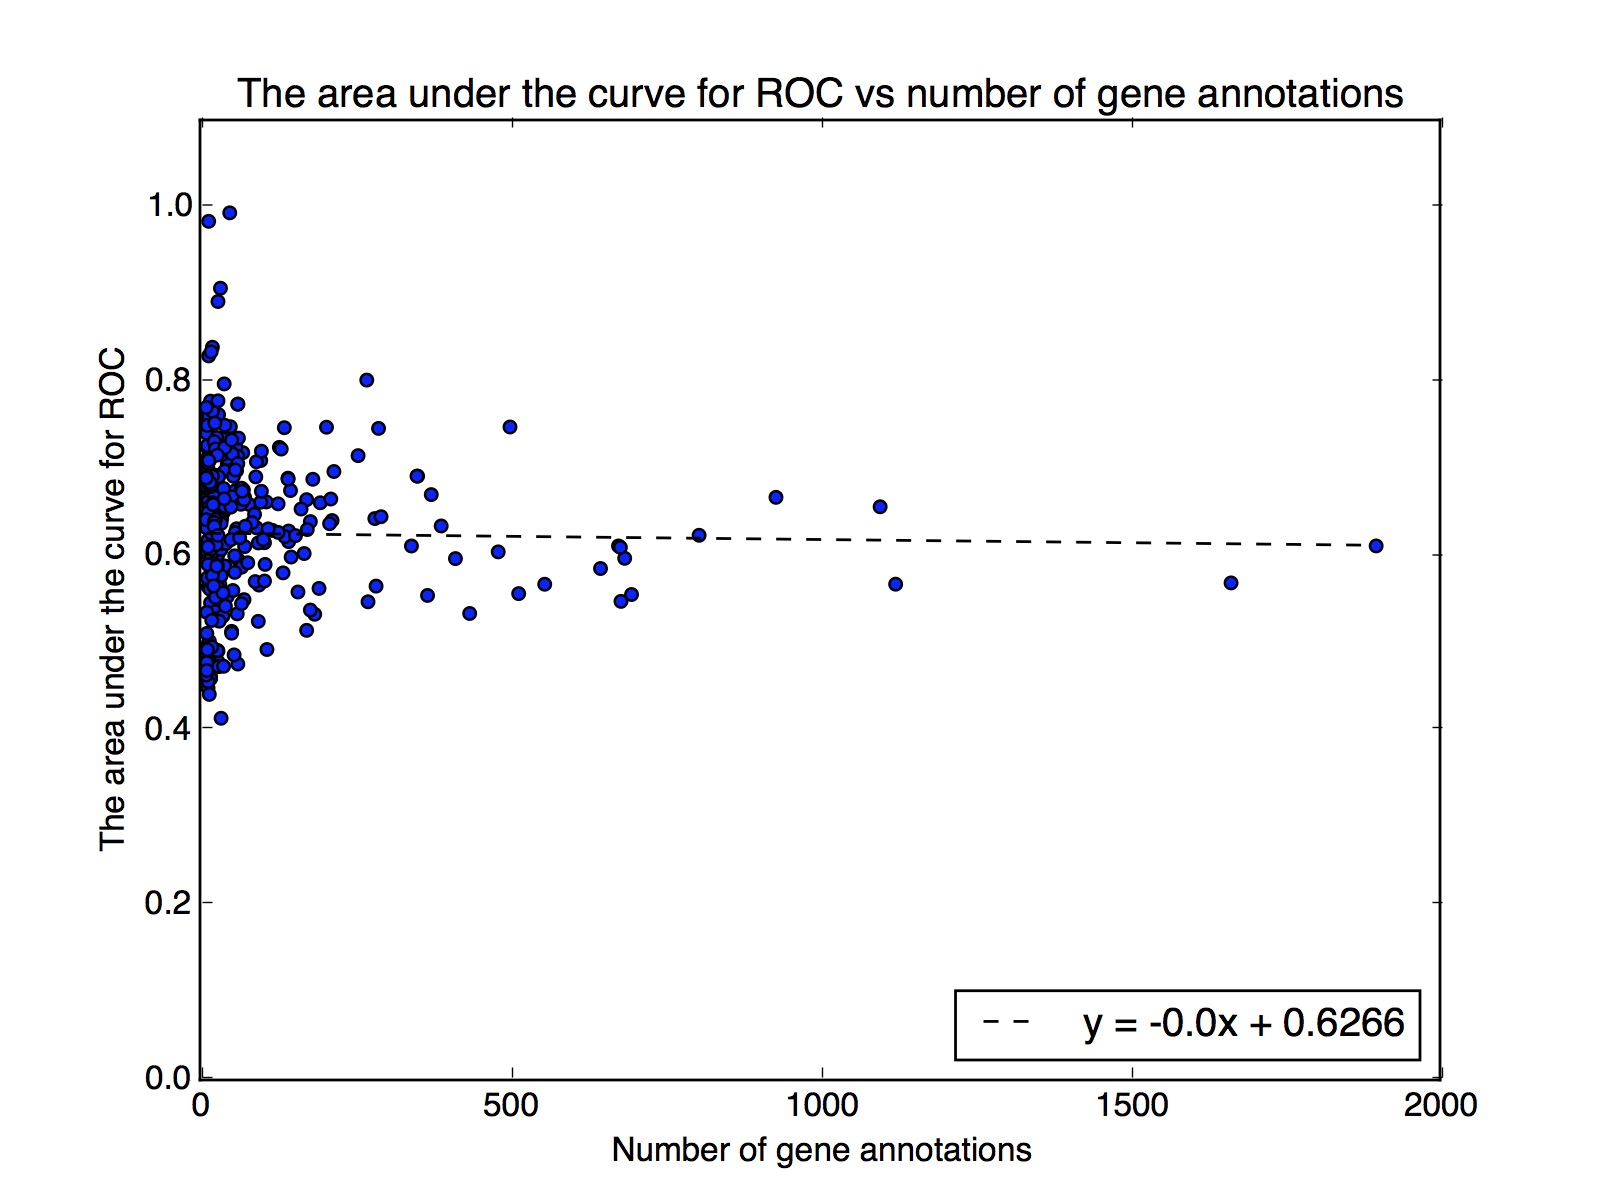 The area under the curve for ROC vs number of gene annotations
The area under the curve for ROC
1.0
0.8
0.6
0.4
0.2
0.0
y = -0.0x + 0.6266
0 500 1000 1500 2000
Number of gene annotations